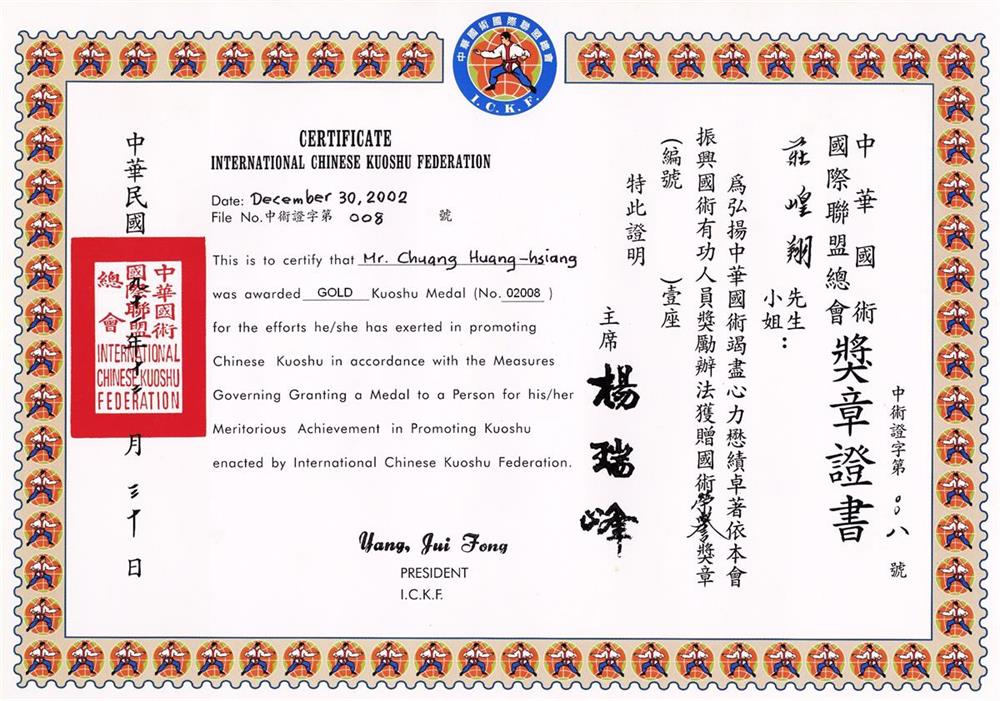 中華國術國際聯盟總會
I.C.K.F.
CERTIFICATE
INTERNATIONAL CHINESE KUOSHU FEDERATION
Date: December 30, 2002
File No.中術證字第 008 號
This is to certify that Mr. Chuang Huang-hsiang
was awarded GOLD Kuoshu Medal (No. 02008 )
for the efforts he/she has exerted in promoting
Chinese Kuoshu in accordance with the Measures
Governing Granting a Medal to a Person for his/her
Meritorious Achievement in Promoting Kuoshu
enacted by International Chinese Kuoshu Federation.
Yang, Jui Fong
PRESIDENT
I.C.K.F.
中術證字第○○八號
中華國術
國際聯盟總會
獎章證書
莊崲翔
先生
小姐：
爲弘揚中華國術竭盡心力懋績卓著依本會
振興國術有功人員獎勵辦法獲贈國術獎章
（編號 ）壹座
特此證明
主席 楊瑞峰
中華民國九十一年十二月三十日
中華國術
國際聯盟
總會
INTERNATIONAL
CHINESE KUOSHU
FEDERATION